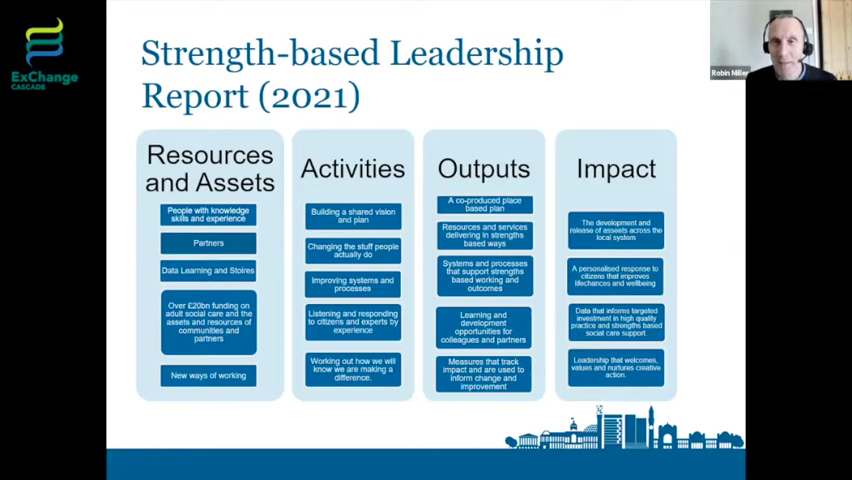 ExChange
CASCADE
Strength-based Leadership
Report (2021)
Robin Miller
Resources
and Assets
People with knowledge
skills and experience
Partners
Data Learning and Stoires
Over £20bn funding on
adult social care and the
assets and resources of
communities and
partners
New ways of working
Activities
Building a shared vision
and plan
Changing the stuff people
actually do
Improving systems and
processes
Listening and responding
to citizens and experts by
experience
Working out how we will
know we are making a
difference.
Outputs
A co-produced place
based plan
Resources and services
delivering in strengths
based ways
Systems and processes
that support strengths
based working and
outcomes
Learning and
development
opportunities for
colleagues and partners
Measures that track
impact and are used to
inform change and
improvement
Impact
The development and
release of assets across the
local system
A personalised response to
citizens that improves
lifechances and wellbeing
Data that informs targeted
investment in high quality
practice and strengths based
social care support.
Leadership that welcomes,
values and nurtures creative
action.